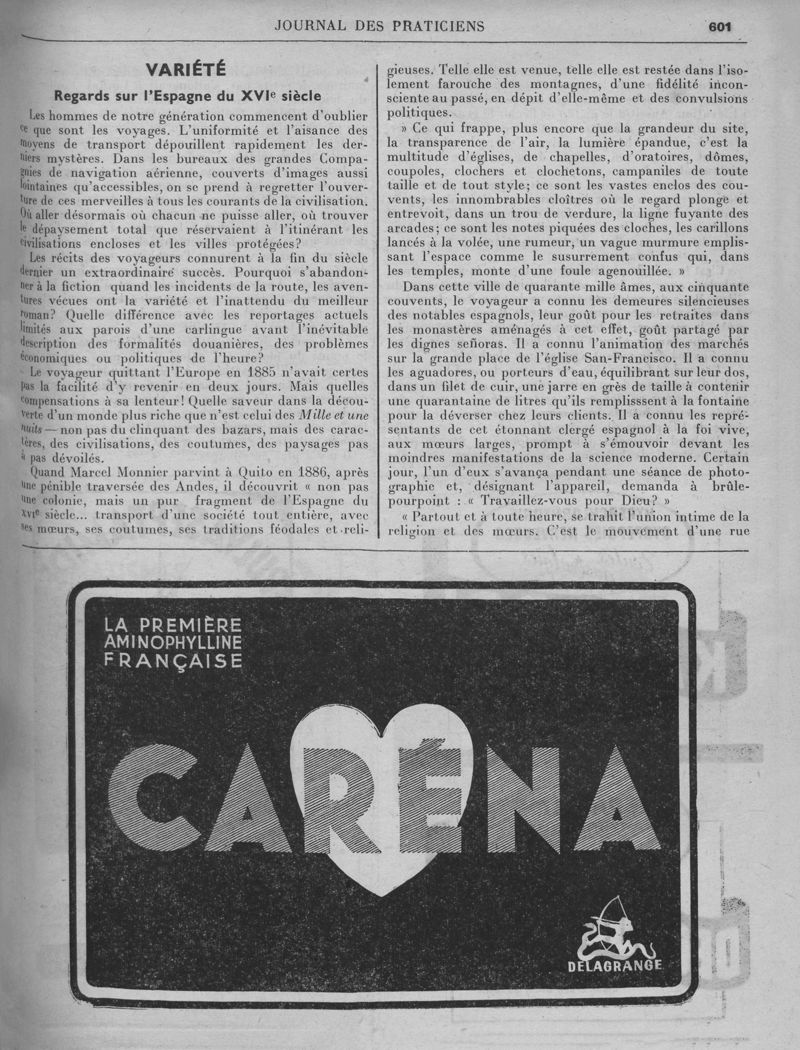 JOURNAL DES PRATICIENS
601
VARIÉTÉ
Regards sur l'Espagne du XVIe siècle
Les hommes de notre génération commencent d'oublier
ce que sont les voyages. L'uniformité et l'aisance des
moyens de transport dépouillent rapidement les der-
niers mystères. Dans les bureaux des grandes Compa-
gnies de navigation aérienne, couverts d'images aussi
lointaines qu'accessibles, on se prend à regretter l'ouver-
ture de ces merveilles à tous les courants de la civilisation.
Où aller désormais où chacun ne puisse aller, où trouver
le dépaysement total que réservaient à l'itinérant les
civilisations encloses et les villes protégées?
Les récits des voyageurs connurent à la fin du siècle
dernier un extraordinaire succès. Pourquoi s'abandon-
ner à la fiction quand les incidents de la route, les aven-
tures vécues ont la variété et l'inattendu du meilleur
roman? Quelle différence avec les reportages actuels
limités aux parois d'une carlingue avant l'inévitable
description des formalités douanières, des problèmes
économiques ou politiques de l'heure?
Le voyageur quittant l'Europe en 1885 n'avait certes
pas la facilité d'y revenir en deux jours. Mais quelles
compensations à sa lenteur! Quelle saveur dans la décou-
verte d'un monde plus riche que n'est celui des Mille et une
nuits — non pas du clinquant des bazars, mais des carac-
tères, des civilisations, des coutumes, des paysages pas
à pas dévoilés.
Quand Marcel Monnier parvint à Quito en 1886, après
une pénible traversée des Andes, il découvrit « non pas
une colonie, mais un pur fragment de l'Espagne du
XVIe siècle... transport d'une société tout entière, avec
ses mœurs, ses coutumes, ses traditions féodales et reli-
gieuses. Telle elle est venue, telle elle est restée dans l'iso-
lement farouche des montagnes, d'une fidélité incon-
sciente au passé, en dépit d'elle-même et des convulsions
politiques.
» Ce qui frappe, plus encore que la grandeur du site,
la transparence de l'air, la lumière épandue, c'est la
multitude d'églises, de chapelles, d'oratoires, dômes,
coupoles, clochers et clochetons, campaniles de toute
taille et de tout style; ce sont les vastes enclos des cou-
vents, les innombrables cloîtres où le regard plonge et
entrevoit, dans un trou de verdure, la ligne fuyante des
arcades; ce sont les notes piquées des cloches, les carillons
lancés à la volée, une rumeur, un vague murmure emplis-
sant l'espace comme le susurrement confus qui, dans
les temples, monte d'une foule agenouillée. »
Dans cette ville de quarante mille âmes, aux cinquante
couvents, le voyageur a connu les demeures silencieuses
des notables espagnols, leur goût pour les retraites dans
les monastères aménagés à cet effet, goût partagé par
les dignes señoras. Il a connu l'animation des marchés
sur la grande place de l'église San-Francisco. Il a connu
les aguadores, ou porteurs d'eau, équilibrant sur leur dos,
dans un filet de cuir, une jarre en grès de taille à contenir
une quarantaine de litres qu'ils remplisssent à la fontaine
pour la déverser chez leurs clients. Il a connu les repré-
sentants de cet étonnant clergé espagnol à la foi vive,
aux mœurs larges, prompt à s'émouvoir devant les
moindres manifestations de la science moderne. Certain
jour, l'un d'eux s'avança pendant une séance de photo-
graphie et, désignant l'appareil, demanda à brûle-
pourpoint : « Travaillez-vous pour Dieu? »
« Partout et à toute heure, se trahit l'union intime de la
religion et des mœurs. C'est le mouvement d'une rue
LA PREMIÈRE
AMINOPHYLLINE
FRANÇAISE
CARÉNA
DELAGRANGE